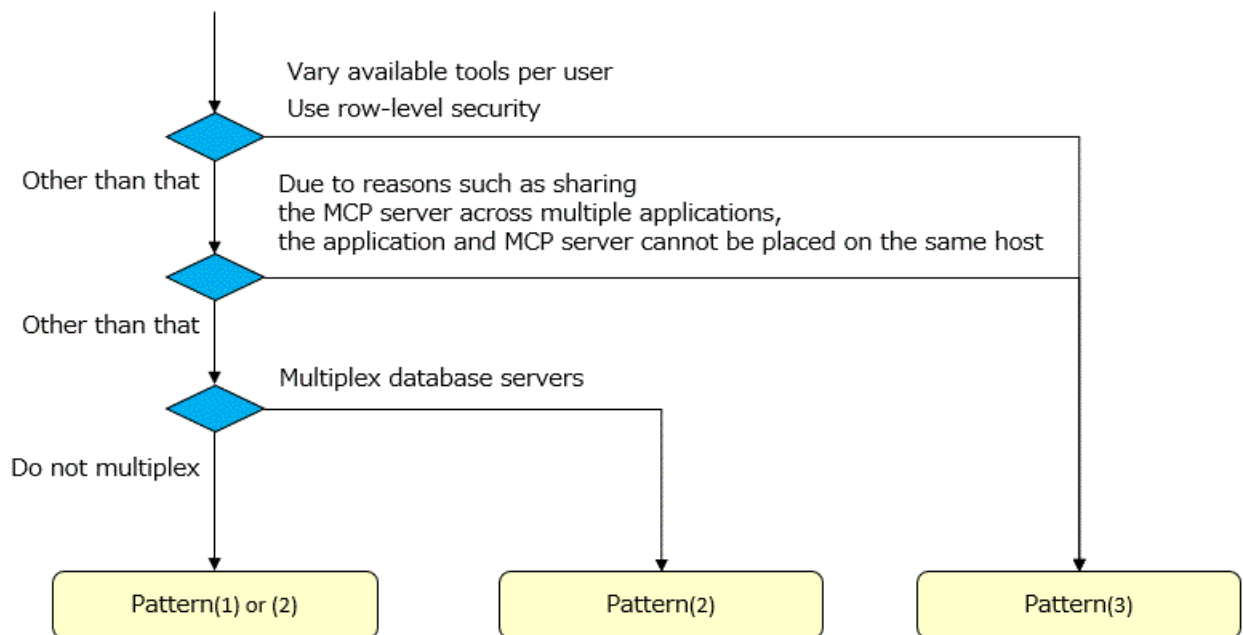 Vary available tools per user
Use row-level security
Other than that
Due to reasons such as sharing
the MCP server across multiple applications,
the application and MCP server cannot be placed on the same host
Other than that
Multiplex database servers
Do not multiplex
Pattern(1) or (2)
Pattern(2)
Pattern(3)